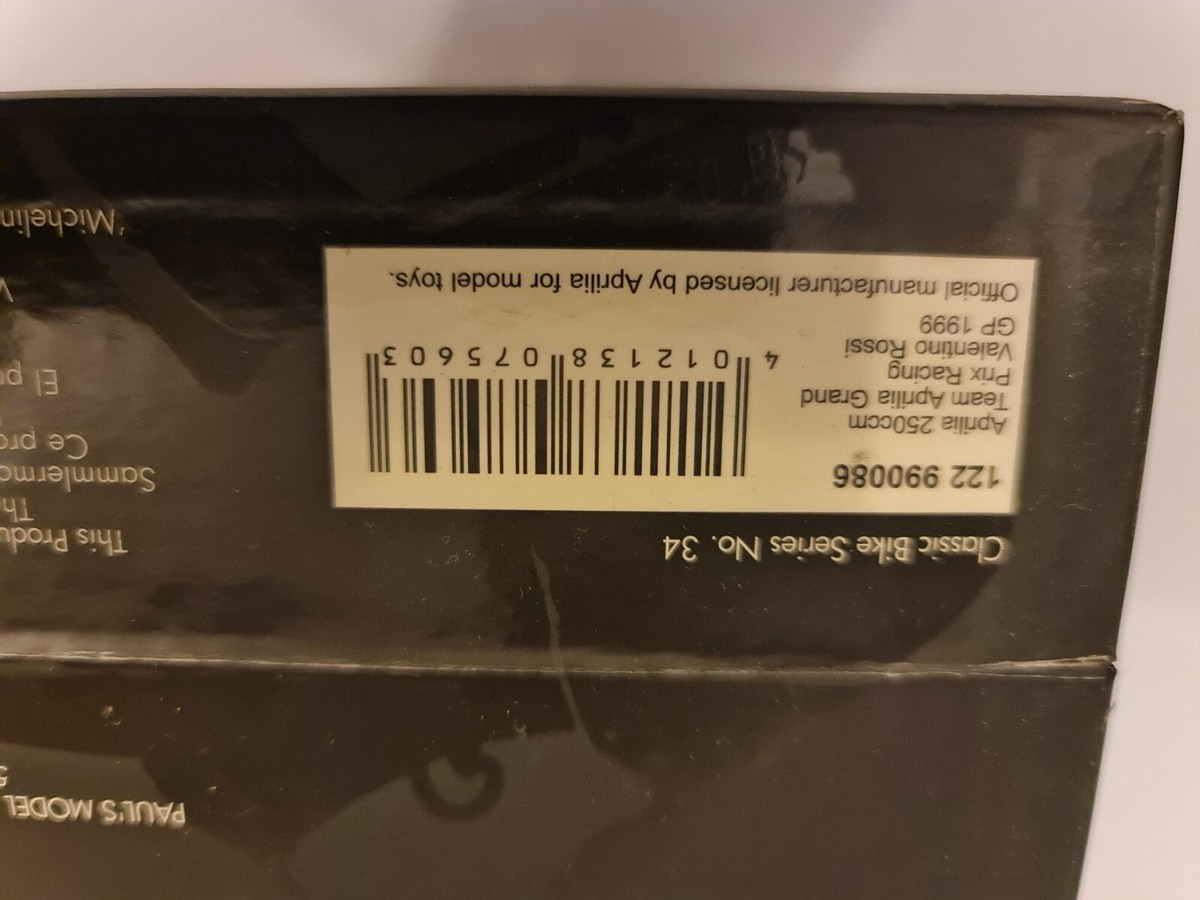 PAUL'S MODEL
Classic Bike Series No. 34
122 990086
Aprilia 250ccm
Team Aprilia Grand
Prix Racing
Valentino Rossi
GP 1999
4 012138 075603
Official manufacturer licensed by Aprilia for model toys.
This Produ
Th
Sammlermo
Ce pro
El po
'Michelin